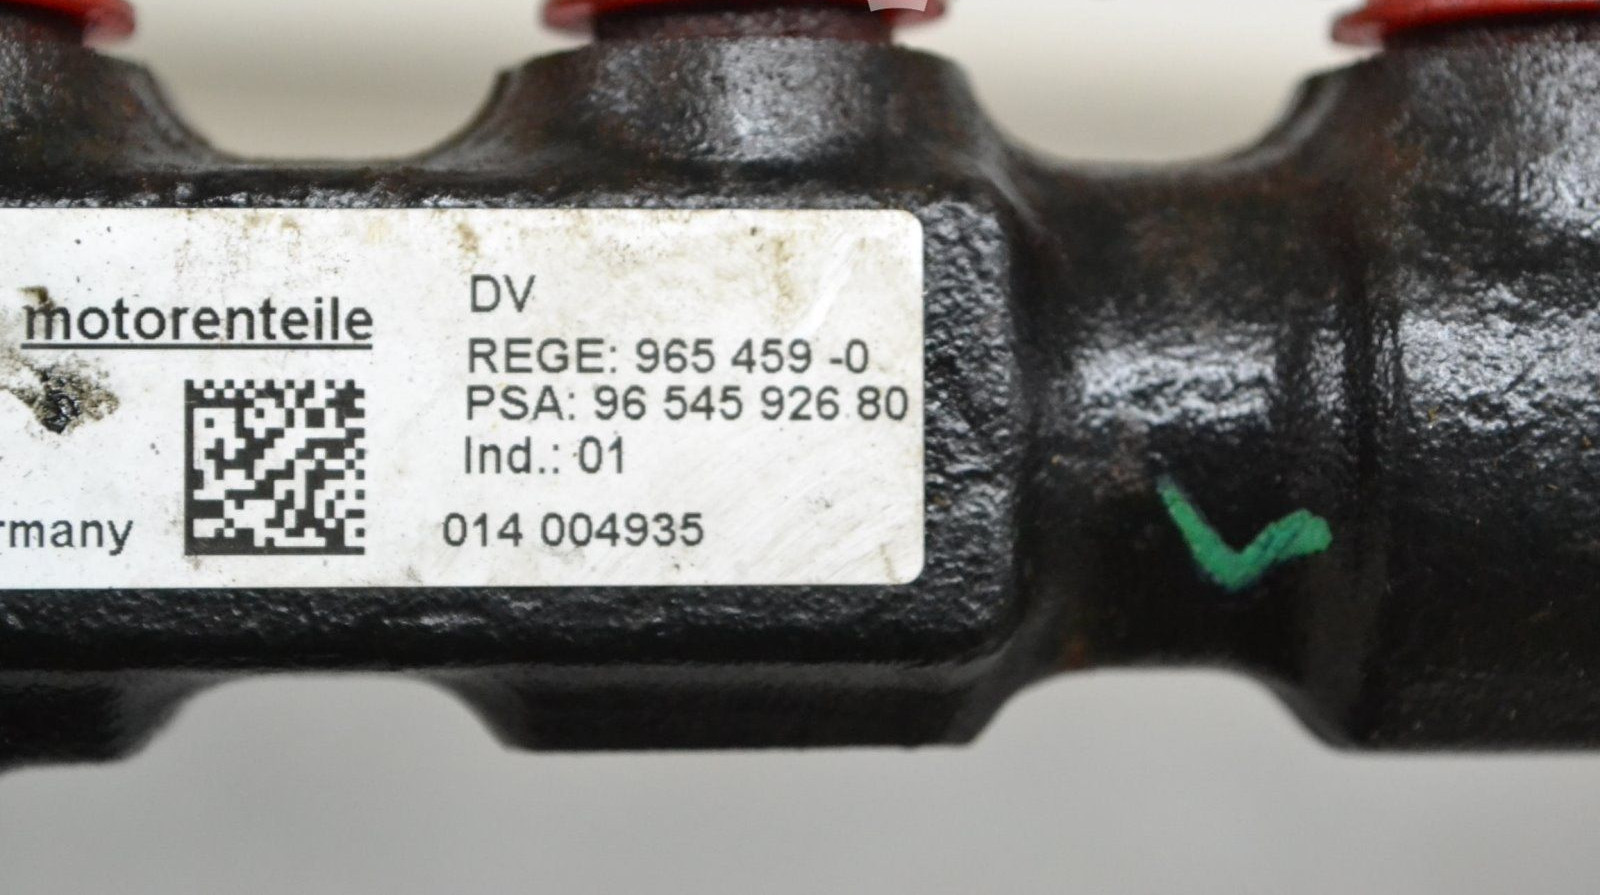 motorenteile
DV
REGE: 965 459 -0
PSA: 96 545 926 80
Ind.: 01
rmany
014 004935